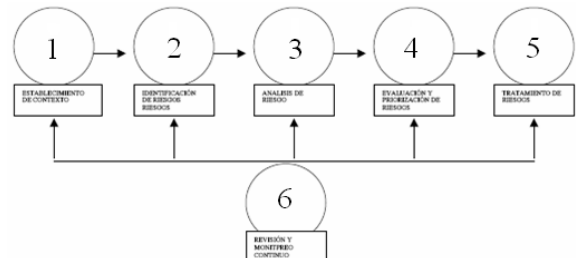 1
2
3
4
5
ESTABLECIMIENTO
DE CONTEXTO
IDENTIFICACIÓN
DE RIESGOS
RIESGOS
ANALISIS DE
RIESGO
EVALUACIÓN Y
PRIORIZACIÓN DE
RIESGOS
TRATAMIENTO DE
RIESGOS
6
REVISIÓN Y
MONITPREO
CONTINUO